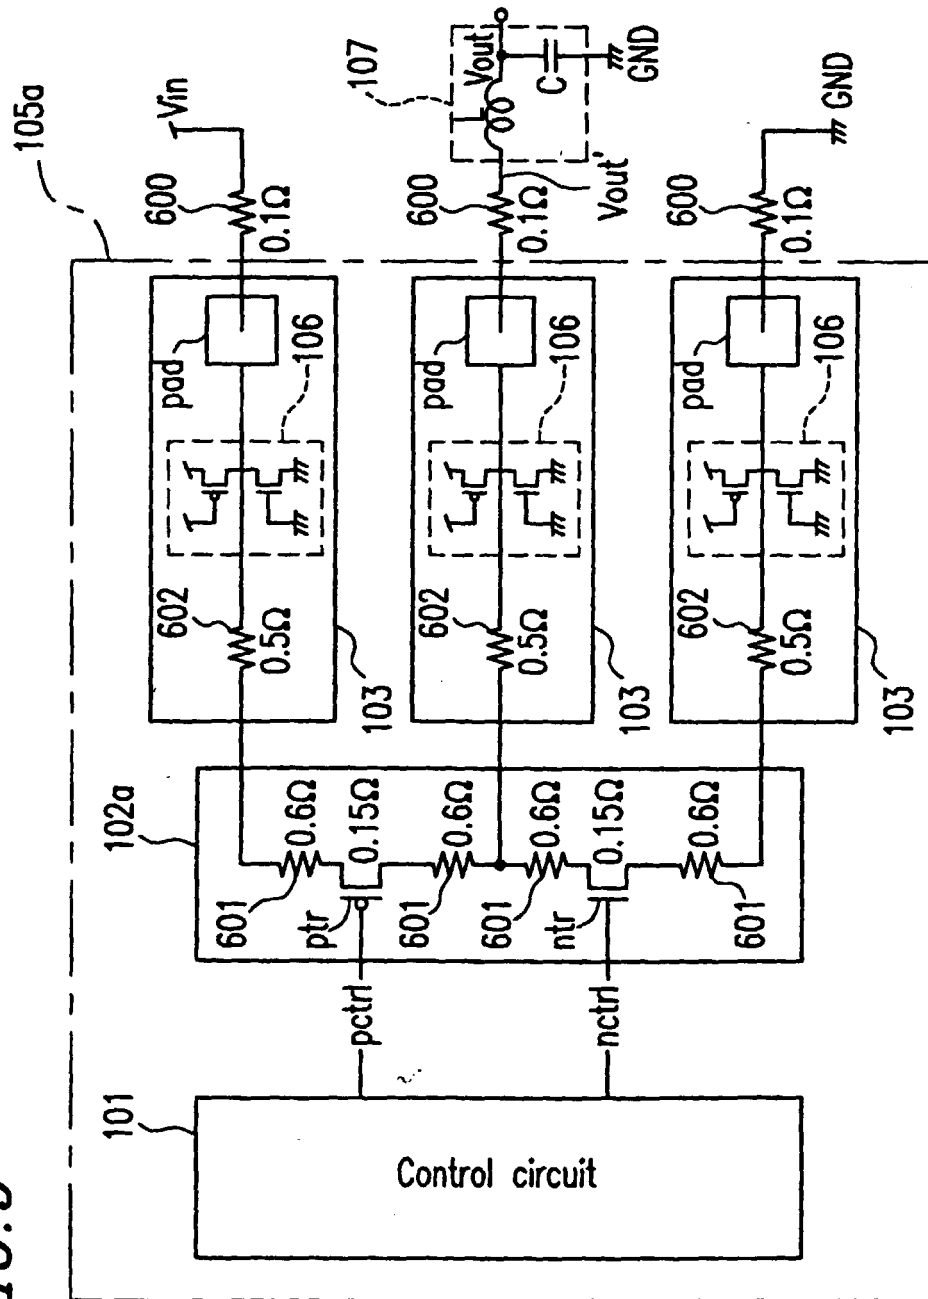 105a
Vin
600
0.1Ω
107
Vout
C
GND
600
0.1Ω
Vout'
600
0.1Ω
GND
pad
106
602
0.5Ω
103
pad
106
602
0.5Ω
103
pad
106
602
0.5Ω
103
102a
601
0.6Ω
ptr
0.15Ω
601
0.6Ω
601
0.6Ω
ntr
0.15Ω
601
0.6Ω
pctrl
nctrl
101
Control circuit